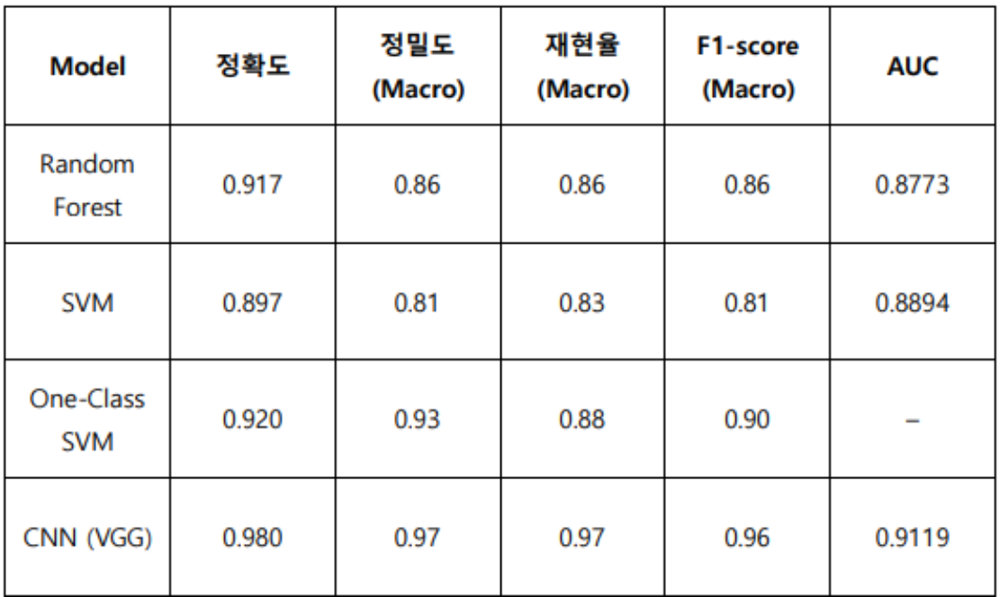 Model 정확도 정밀도 (Macro) 재현율 (Macro) F1-score (Macro) AUC
Random Forest 0.917 0.86 0.86 0.86 0.8773
SVM 0.897 0.81 0.83 0.81 0.8894
One-Class SVM 0.920 0.93 0.88 0.90 –
CNN (VGG) 0.980 0.97 0.97 0.96 0.9119